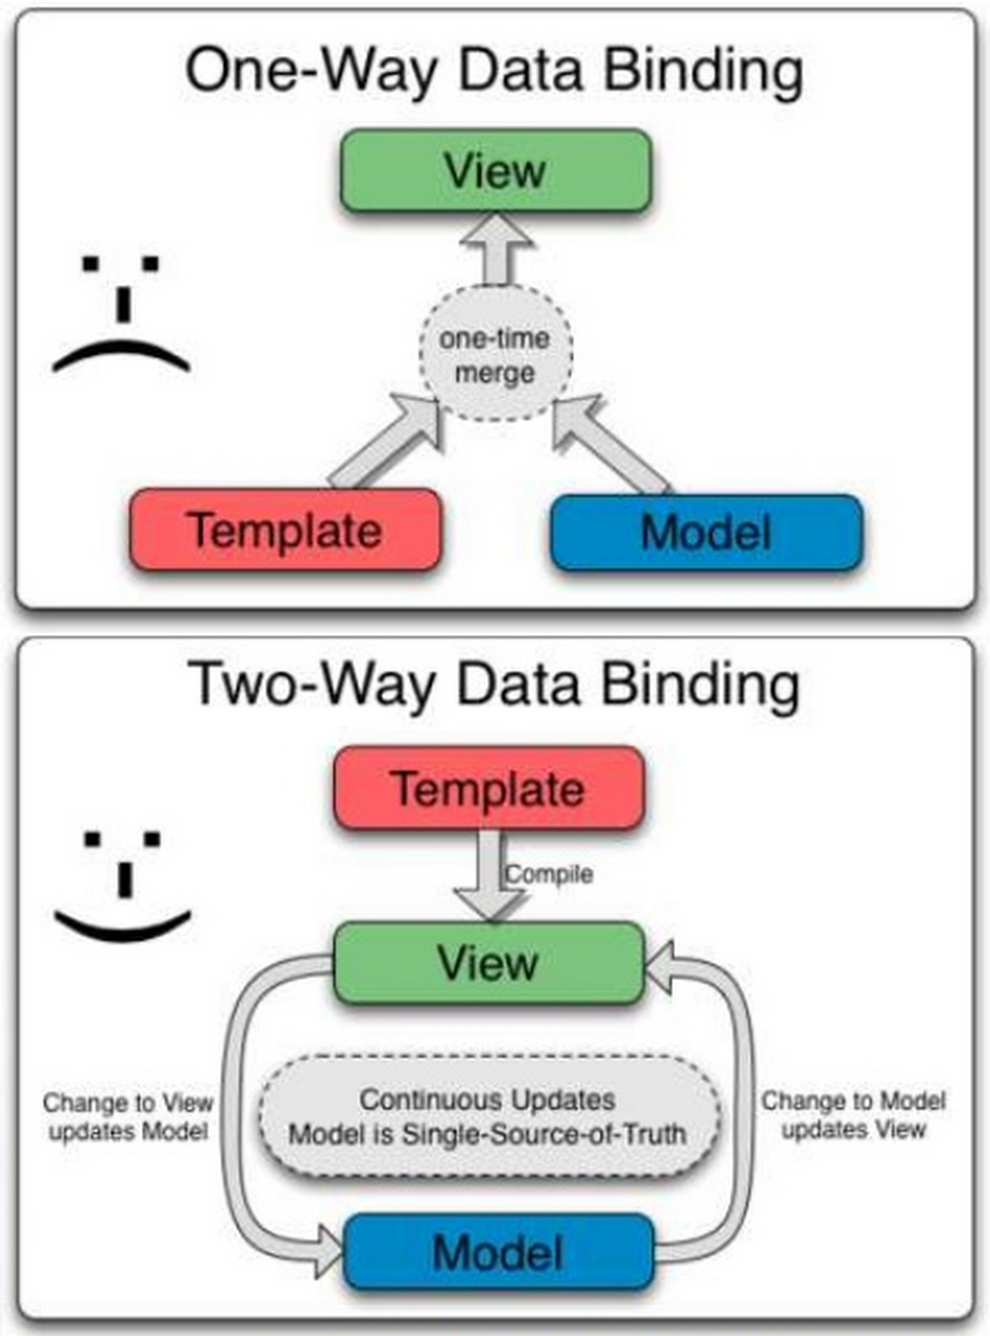 One-Way Data Binding
View
one-time
merge
Template
Model
Two-Way Data Binding
Template
Compile
View
Change to View
updates Model
Continuous Updates
Model is Single-Source-of-Truth
Change to Model
updates View
Model